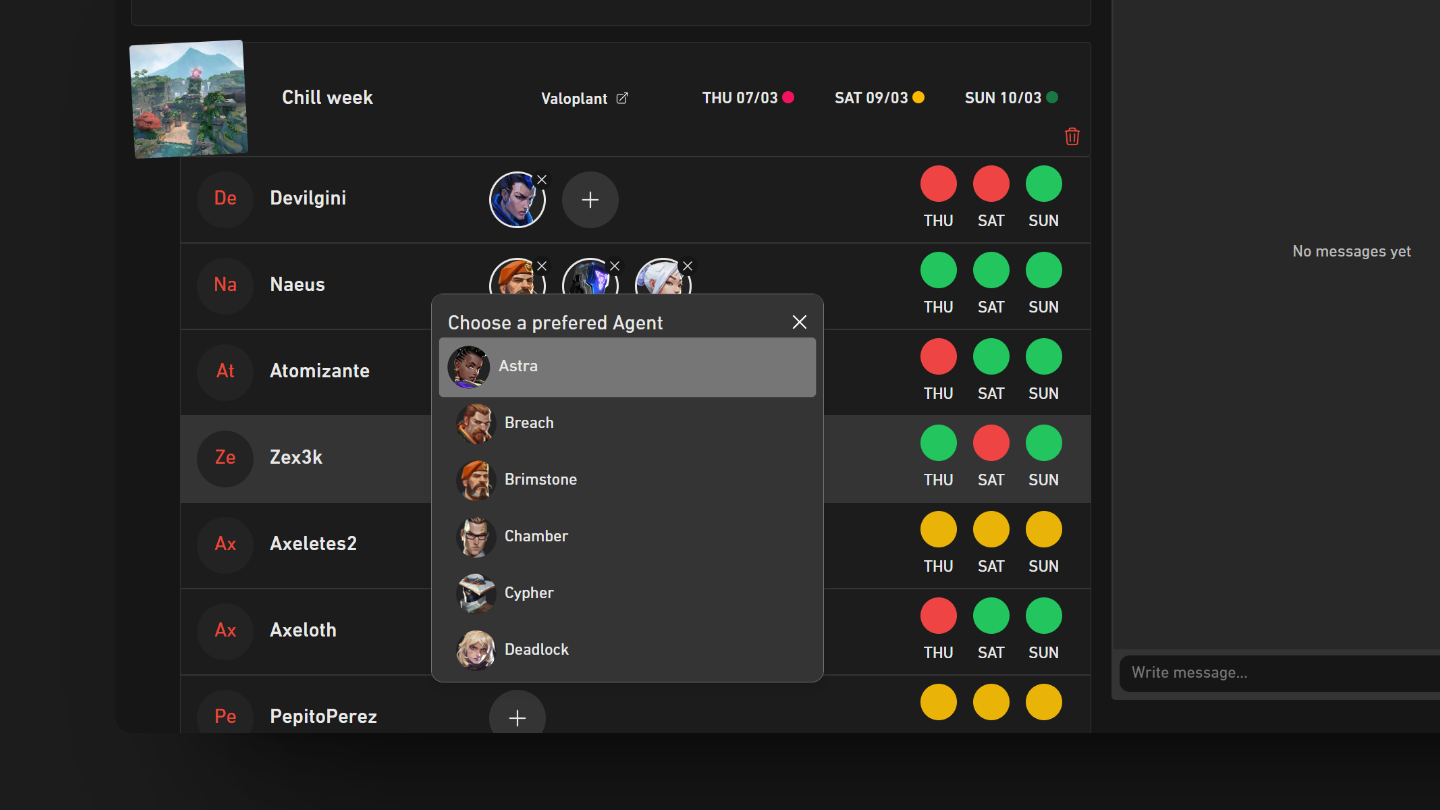 Chill week
Valoplant
THU 07/03
SAT 09/03
SUN 10/03
De Devilgini
THU SAT SUN
Na Naeus
THU SAT SUN
Choose a prefered Agent
Astra
Breach
Brimstone
Chamber
Cypher
Deadlock
At Atomizante
THU SAT SUN
Ze Zex3k
THU SAT SUN
Ax Axeletes2
THU SAT SUN
Ax Axeloth
THU SAT SUN
Pe PepitoPerez
No messages yet
Write message...